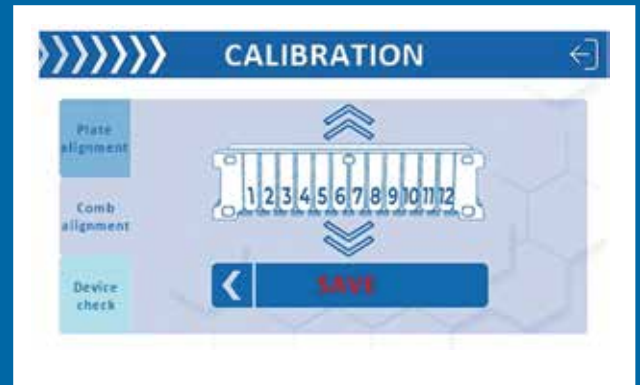 CALIBRATION
Plate
alignment
Comb
alignment
Device
check
1 2 3 4 5 6 7 8 9 10 11 12
SAVE